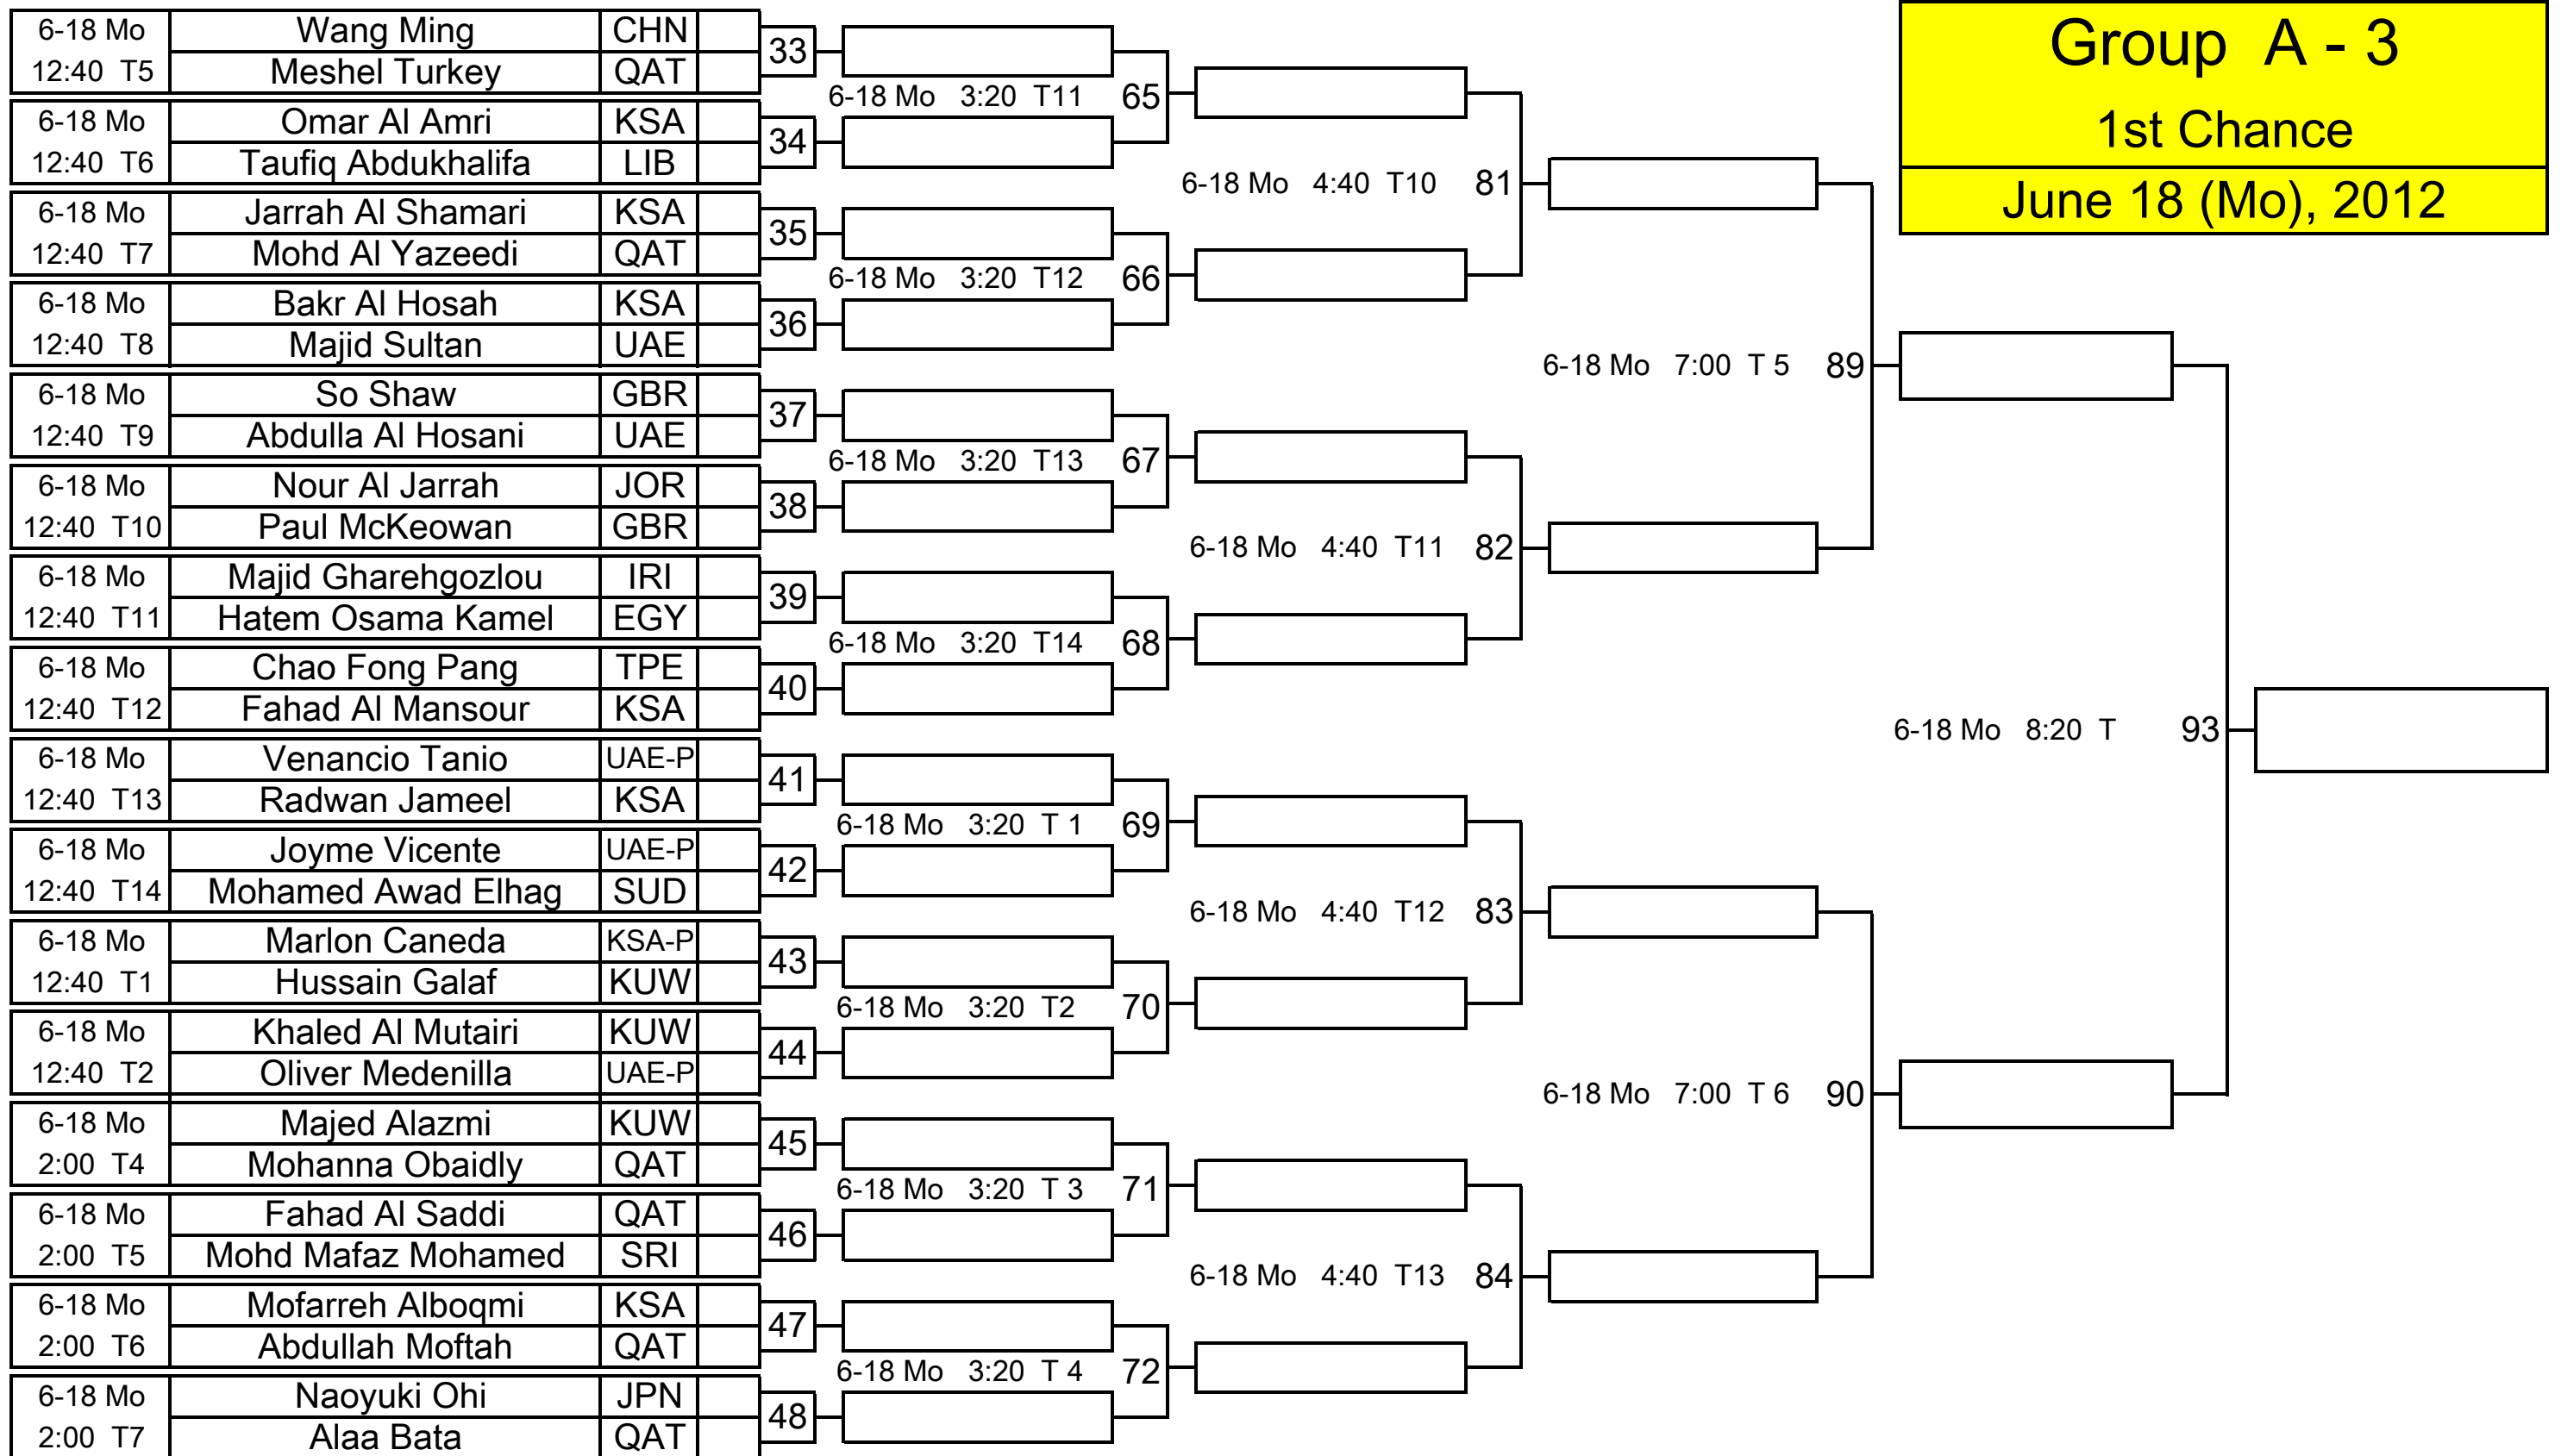 Group A - 3
1st Chance
June 18 (Mo), 2012
6-18 Mo Wang Ming CHN
12:40 T5 Meshel Turkey QAT
33
6-18 Mo 3:20 T11 65
6-18 Mo Omar Al Amri KSA
12:40 T6 Taufiq Abdukhalifa LIB
34
6-18 Mo 4:40 T10 81
6-18 Mo Jarrah Al Shamari KSA
12:40 T7 Mohd Al Yazeedi QAT
35
6-18 Mo 3:20 T12 66
6-18 Mo Bakr Al Hosah KSA
12:40 T8 Majid Sultan UAE
36
6-18 Mo 7:00 T 5 89
6-18 Mo So Shaw GBR
12:40 T9 Abdulla Al Hosani UAE
37
6-18 Mo 3:20 T13 67
6-18 Mo Nour Al Jarrah JOR
12:40 T10 Paul McKeowan GBR
38
6-18 Mo 4:40 T11 82
6-18 Mo Majid Gharehgozlou IRI
12:40 T11 Hatem Osama Kamel EGY
39
6-18 Mo 3:20 T14 68
6-18 Mo Chao Fong Pang TPE
12:40 T12 Fahad Al Mansour KSA
40
6-18 Mo 8:20 T 93
6-18 Mo Venancio Tanio UAE-P
12:40 T13 Radwan Jameel KSA
41
6-18 Mo 3:20 T 1 69
6-18 Mo Joyme Vicente UAE-P
12:40 T14 Mohamed Awad Elhag SUD
42
6-18 Mo 4:40 T12 83
6-18 Mo Marlon Caneda KSA-P
12:40 T1 Hussain Galaf KUW
43
6-18 Mo 3:20 T2 70
6-18 Mo Khaled Al Mutairi KUW
12:40 T2 Oliver Medenilla UAE-P
44
6-18 Mo 7:00 T 6 90
6-18 Mo Majed Alazmi KUW
2:00 T4 Mohanna Obaidly QAT
45
6-18 Mo 3:20 T 3 71
6-18 Mo Fahad Al Saddi QAT
2:00 T5 Mohd Mafaz Mohamed SRI
46
6-18 Mo 4:40 T13 84
6-18 Mo Mofarreh Alboqmi KSA
2:00 T6 Abdullah Moftah QAT
47
6-18 Mo 3:20 T 4 72
6-18 Mo Naoyuki Ohi JPN
2:00 T7 Alaa Bata QAT
48